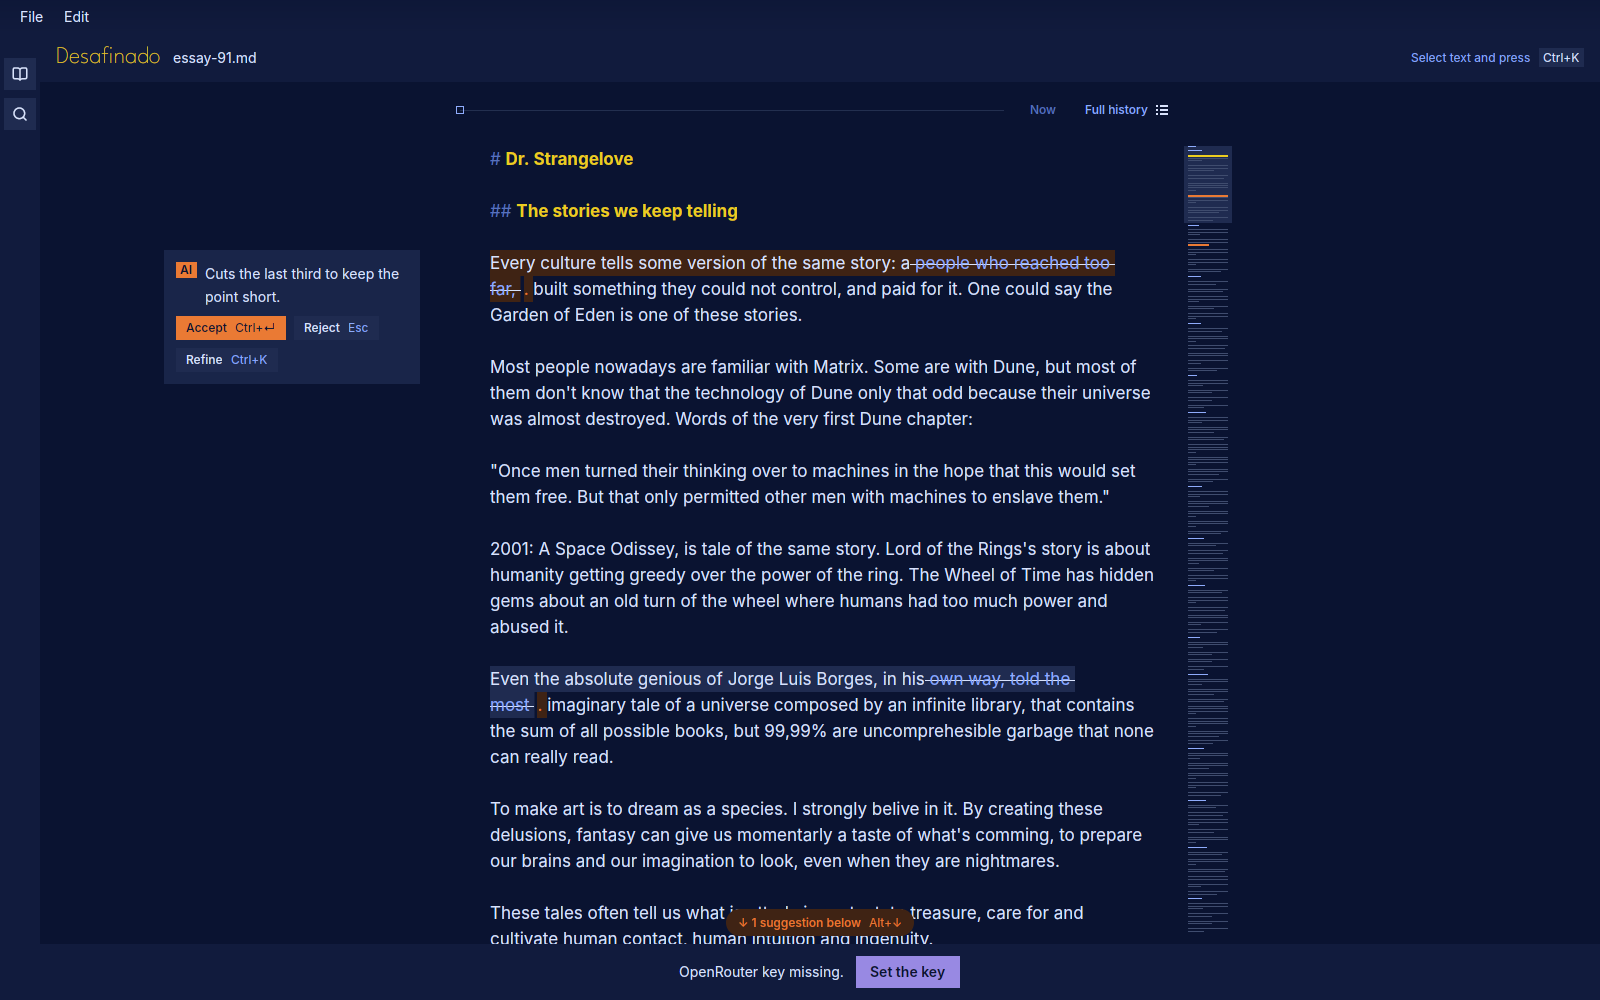 File Edit
Desafinado essay-91.md
Select text and press Ctrl+K
Now Full history
# Dr. Strangelove
## The stories we keep telling
AI Cuts the last third to keep the
point short.
Accept Ctrl+↵ Reject Esc
Refine Ctrl+K
Every culture tells some version of the same story: a people who reached too
far, . built something they could not control, and paid for it. One could say the
Garden of Eden is one of these stories.
Most people nowadays are familiar with Matrix. Some are with Dune, but most of
them don't know that the technology of Dune only that odd because their universe
was almost destroyed. Words of the very first Dune chapter:
"Once men turned their thinking over to machines in the hope that this would set
them free. But that only permitted other men with machines to enslave them."
2001: A Space Odissey, is tale of the same story. Lord of the Rings's story is about
humanity getting greedy over the power of the ring. The Wheel of Time has hidden
gems about an old turn of the wheel where humans had too much power and
abused it.
Even the absolute genious of Jorge Luis Borges, in his own way, told the
most . imaginary tale of a universe composed by an infinite library, that contains
the sum of all possible books, but 99,99% are uncomprehesible garbage that none
can really read.
To make art is to dream as a species. I strongly belive in it. By creating these
delusions, fantasy can give us momentarly a taste of what's comming, to prepare
our brains and our imagination to look, even when they are nightmares.
These tales often tell us what treasure, care for and
cultivate human contact, human intuition and ingenuity.
↓ 1 suggestion below Alt+↓
OpenRouter key missing. Set the key